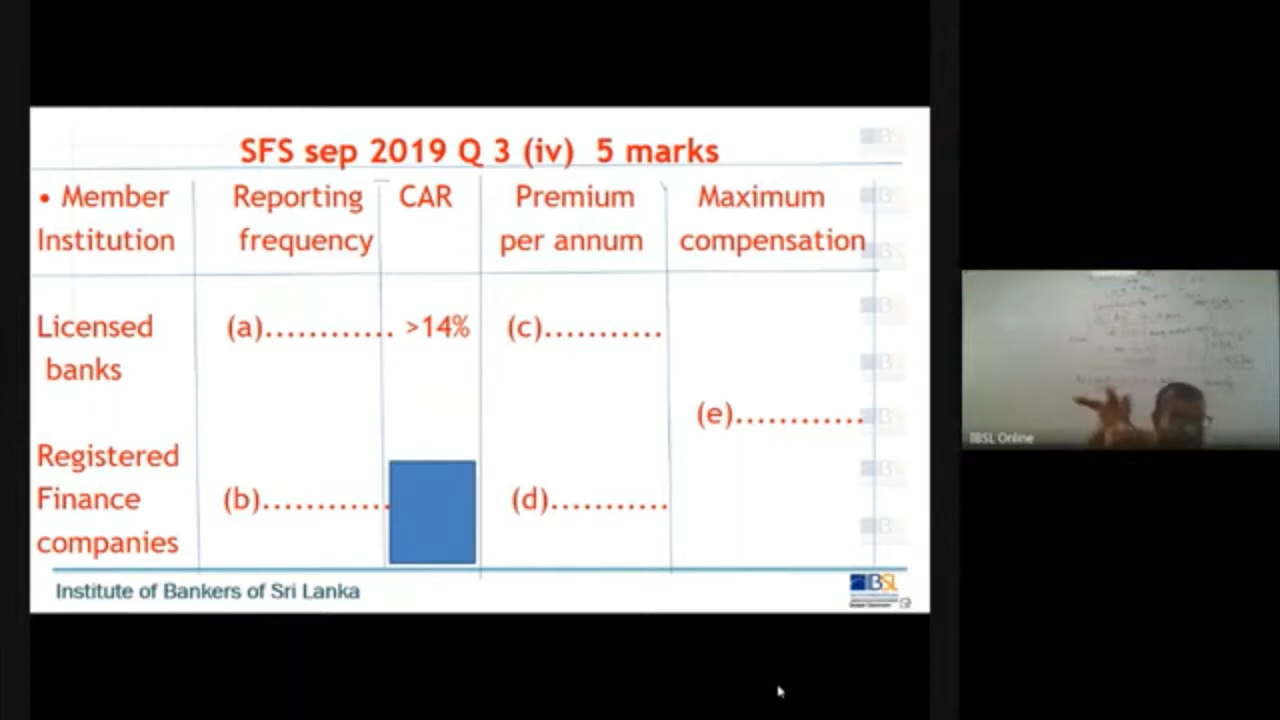 SFS sep 2019 Q 3 (iv) 5 marks
• Member Institution
Reporting frequency
CAR
Premium per annum
Maximum compensation
Licensed banks
(a)............
>14%
(c)...........
(e)............
Registered Finance companies
(b)............
(d)...........
Institute of Bankers of Sri Lanka
IBSL
IBSL Online